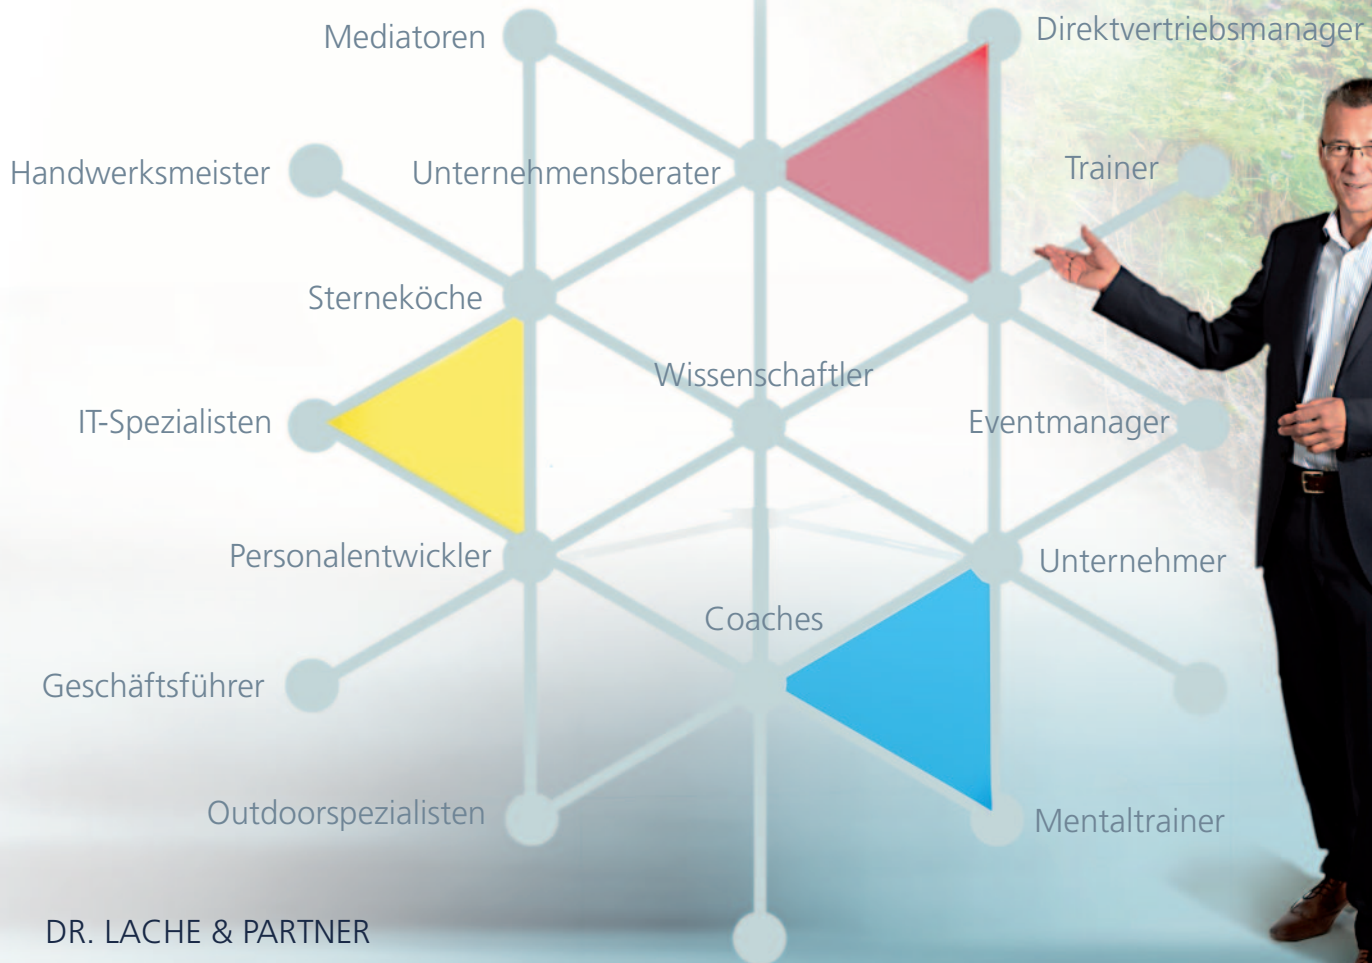 Mediatoren
Direktvertriebsmanager
Handwerksmeister
Unternehmensberater
Trainer
Sterneköche
Wissenschaftler
IT-Spezialisten
Eventmanager
Personalentwickler
Unternehmer
Coaches
Geschäftsführer
Outdoorspezialisten
Mentaltrainer
DR. LACHE & PARTNER